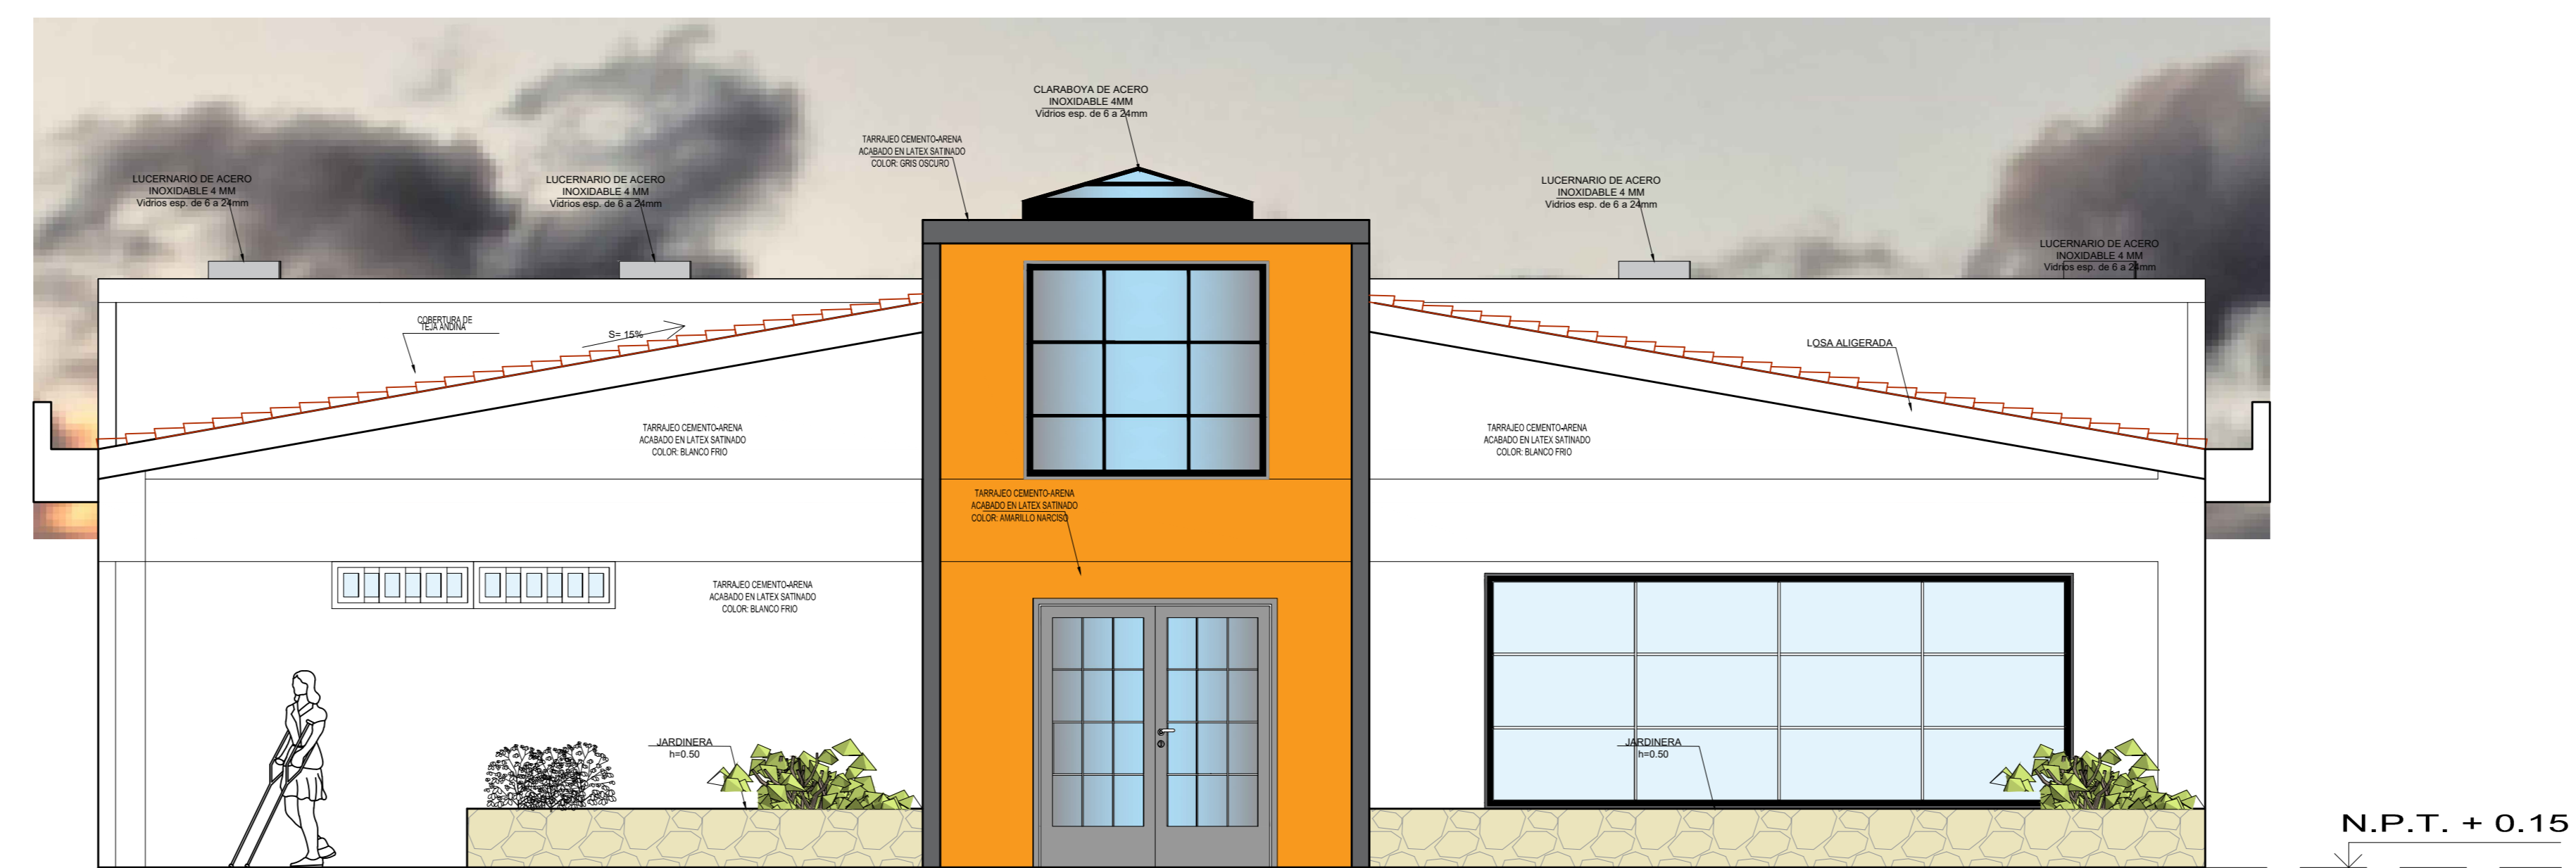 CLARABOYA DE ACERO
INOXIDABLE 4MM
Vidrios esp. de 6 a 24mm
TARRAJEO CEMENTO-ARENA
ACABADO EN LATEX SATINADO
COLOR: GRIS OSCURO
LUCERNARIO DE ACERO
INOXIDABLE 4 MM
Vidrios esp. de 6 a 24mm
LUCERNARIO DE ACERO
INOXIDABLE 4 MM
Vidrios esp. de 6 a 24mm
LUCERNARIO DE ACERO
INOXIDABLE 4 MM
Vidrios esp. de 6 a 24mm
LUCERNARIO DE ACERO
INOXIDABLE 4 MM
Vidrios esp. de 6 a 24mm
COBERTURA DE
TEJA ANDINA
S= 15%
LOSA ALIGERADA
TARRAJEO CEMENTO-ARENA
ACABADO EN LATEX SATINADO
COLOR: BLANCO FRIO
TARRAJEO CEMENTO-ARENA
ACABADO EN LATEX SATINADO
COLOR: BLANCO FRIO
TARRAJEO CEMENTO-ARENA
ACABADO EN LATEX SATINADO
COLOR: AMARILLO NARCISO
TARRAJEO CEMENTO-ARENA
ACABADO EN LATEX SATINADO
COLOR: BLANCO FRIO
JARDINERA
h=0.50
JARDINERA
h=0.50
N.P.T. + 0.15